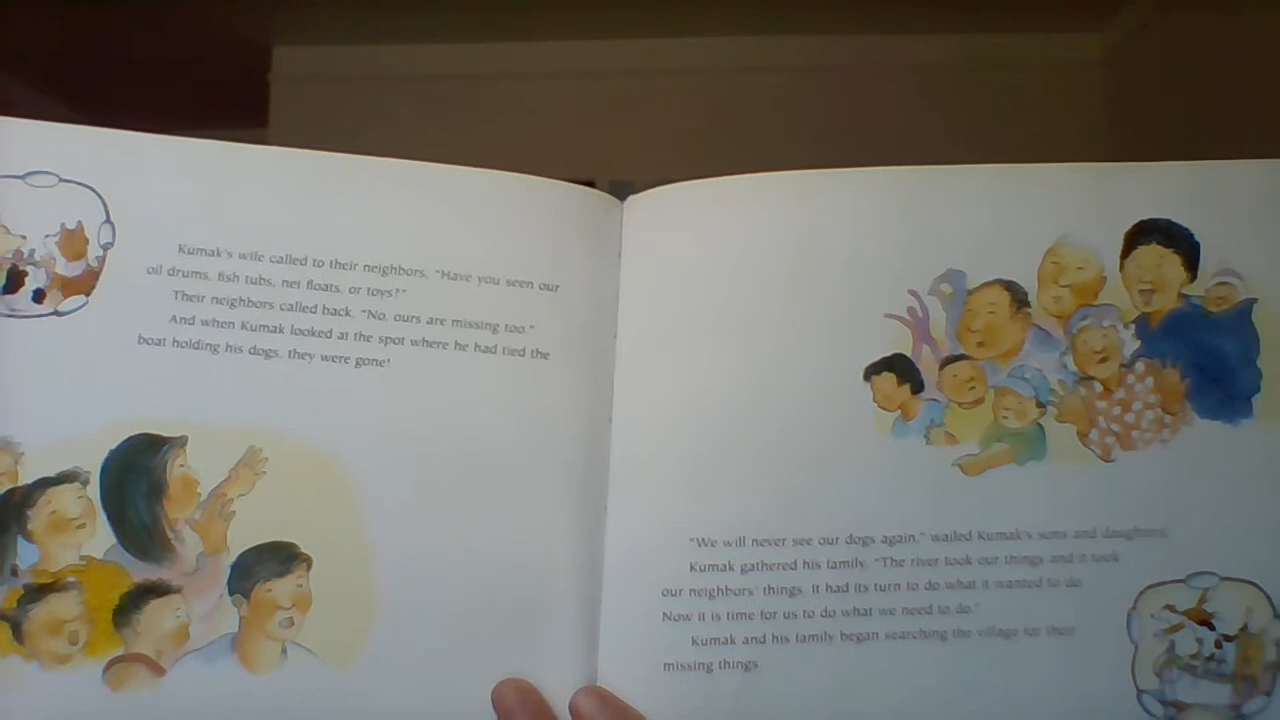 Kumak's wife called to their neighbors, "Have you seen our
oil drums, fish tubs, net floats, or toys?"
Their neighbors called back, "No, ours are missing too."
And when Kumak looked at the spot where he had tied the
boat holding his dogs, they were gone!
"We will never see our dogs again," wailed Kumak's sons and daughters.
Kumak gathered his family. "The river took our things and it took
our neighbors' things. It had its turn to do what it wanted to do.
Now it is time for us to do what we need to do."
Kumak and his family began searching the village for their
missing things.